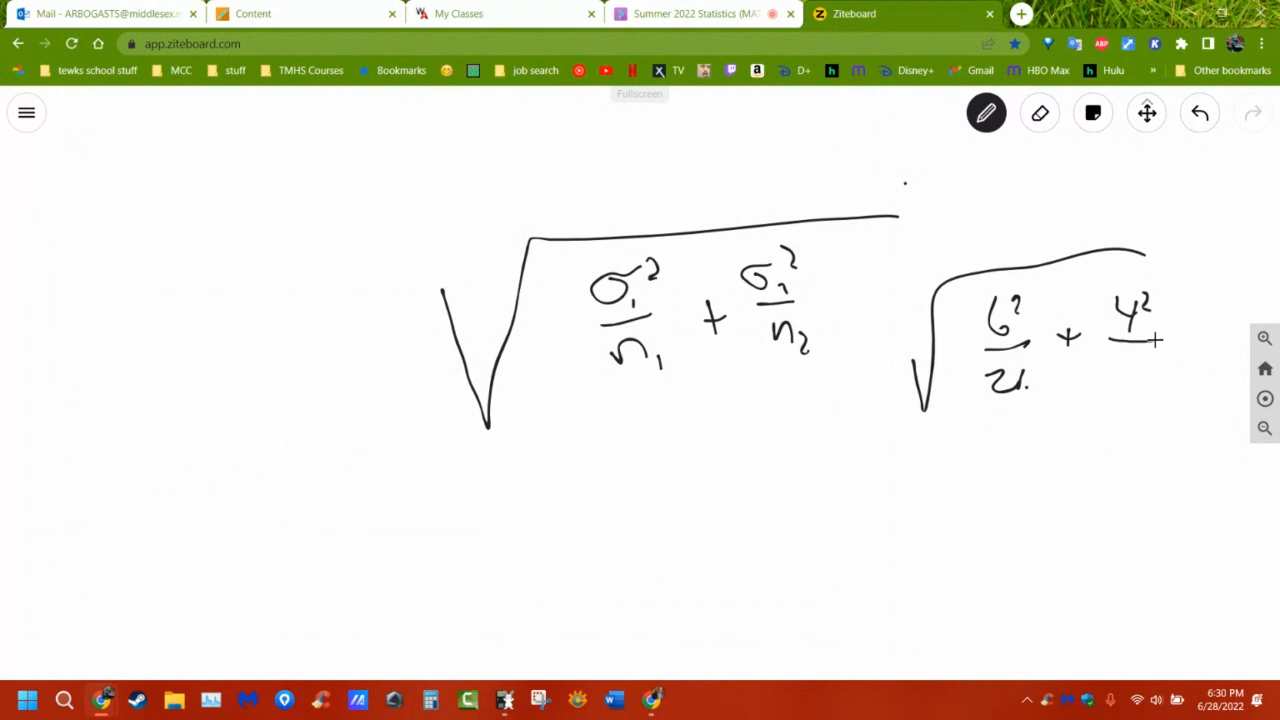 Mail - ARBOGASTS@middlesex.m
Content
My Classes
Summer 2022 Statistics (MA
Ziteboard
app.ziteboard.com
tewks school stuff
MCC
stuff
TMHS Courses
Bookmarks
job search
TV
D+
Disney+
Gmail
HBO Max
Hulu
»
Other bookmarks
Fullscreen
√(σ₁²/n₁ + σ₁²/n₂)
6²
+ 4²
6:30 PM
6/28/2022